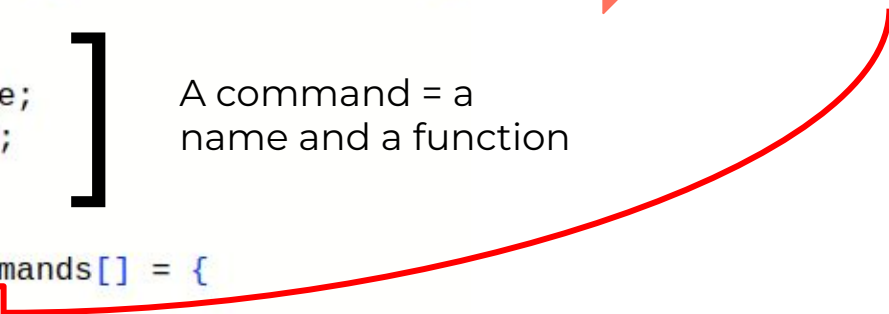 e;
;
A command = a
name and a function
mands[] = {